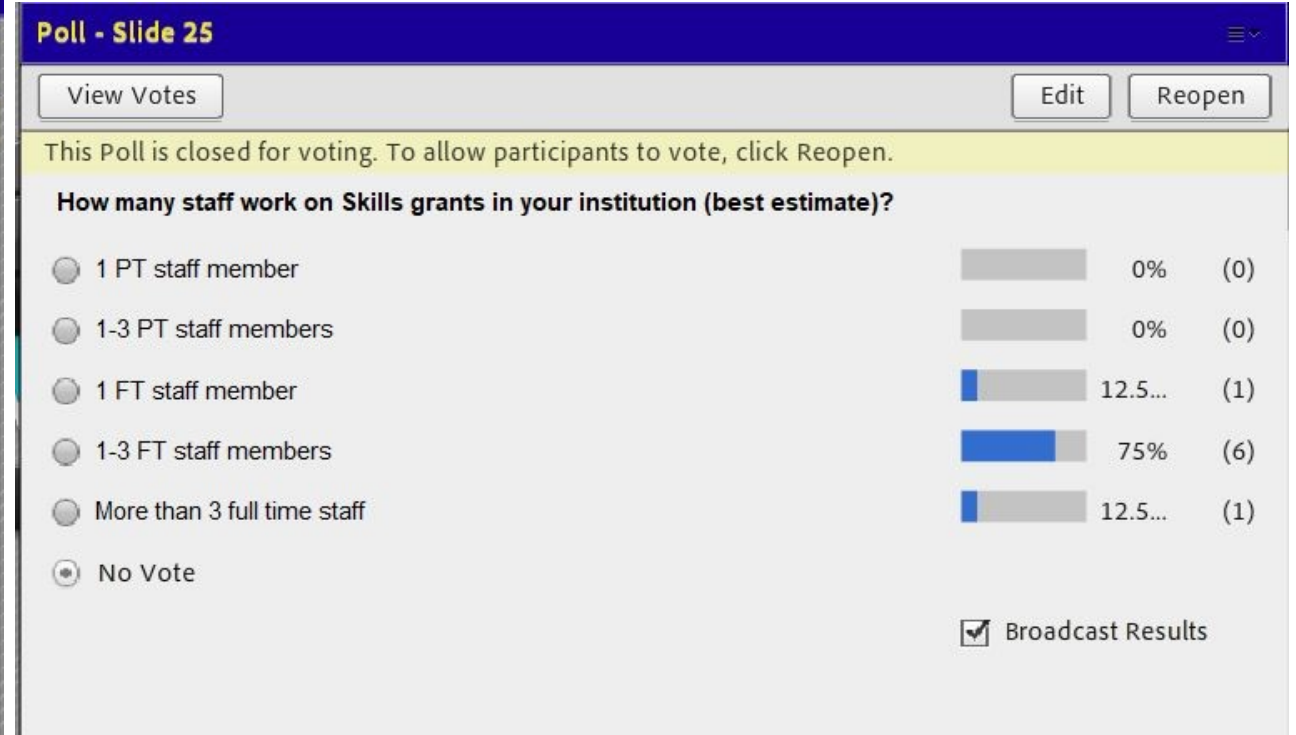 Poll - Slide 25
View Votes Edit Reopen
This Poll is closed for voting. To allow participants to vote, click Reopen.
How many staff work on Skills grants in your institution (best estimate)?
1 PT staff member 0% (0)
1-3 PT staff members 0% (0)
1 FT staff member 12.5... (1)
1-3 FT staff members 75% (6)
More than 3 full time staff 12.5... (1)
No Vote
Broadcast Results